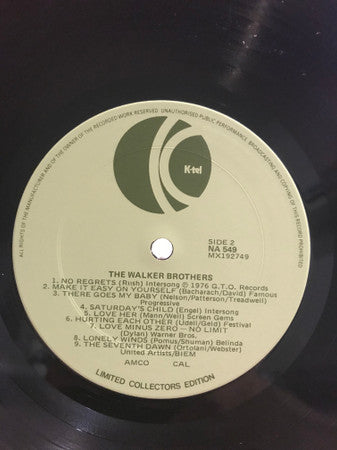 ALL RIGHTS OF THE MANUFACTURER AND OF THE OWNER OF THE RECORDED WORK RESERVED. UNAUTHORISED PUBLIC PERFORMANCE, BROADCASTING AND COPYING OF THIS RECORD PROHIBITED
K-tel
SIDE 2
NA 549
MX192749
THE WALKER BROTHERS
1. NO REGRETS (Rush) Intersong ℗ 1976 G.T.O. Records
2. MAKE IT EASY ON YOURSELF (Bacharach/David) Famous
3. THERE GOES MY BABY (Nelson/Patterson/Treadwell)
Progressive
4. SATURDAY'S CHILD (Engel) Intersong
5. LOVE HER (Mann/Weil) Screen Gems
6. HURTING EACH OTHER (Udell/Geld) Festival
7. LOVE MINUS ZERO — NO LIMIT
(Dylan) Warner Bros.
8. LONELY WINDS (Pomus/Shuman) Belinda
9. THE SEVENTH DAWN (Ortolani/Webster)
United Artists/BIEM
AMCO CAL
LIMITED COLLECTORS EDITION